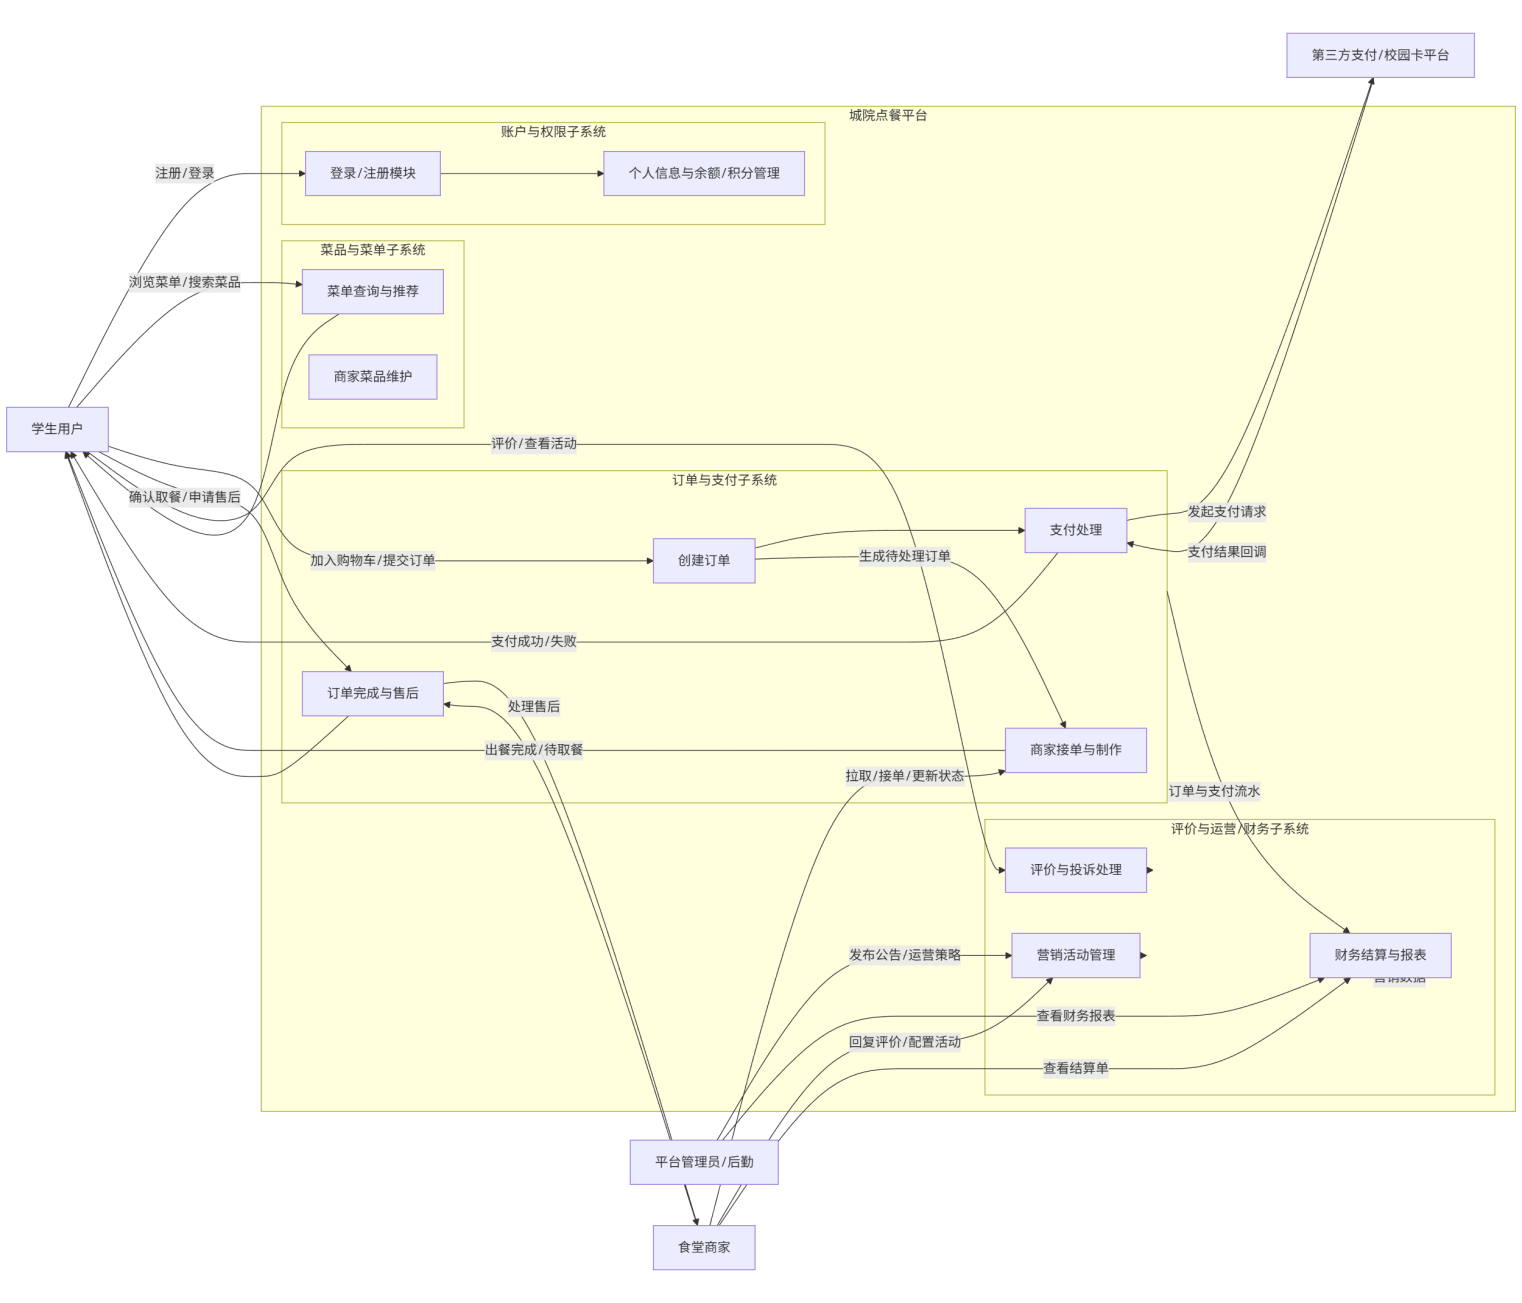 第三方支付/校园卡平台
城院点餐平台
账户与权限子系统
注册/登录
登录/注册模块
个人信息与余额/积分管理
菜品与菜单子系统
浏览菜单/搜索菜品
菜单查询与推荐
商家菜品维护
学生用户
评价/查看活动
订单与支付子系统
确认取餐/申请售后
发起支付请求
支付处理
支付结果回调
加入购物车/提交订单
创建订单
生成待处理订单
支付成功/失败
订单完成与售后
处理售后
出餐完成/待取餐
商家接单与制作
拉取/接单/更新状态
订单与支付流水
评价与运营/财务子系统
评价与投诉处理
发布公告/运营策略
营销活动管理
财务结算与报表
营销数据
查看财务报表
回复评价/配置活动
查看结算单
平台管理员/后勤
食堂商家